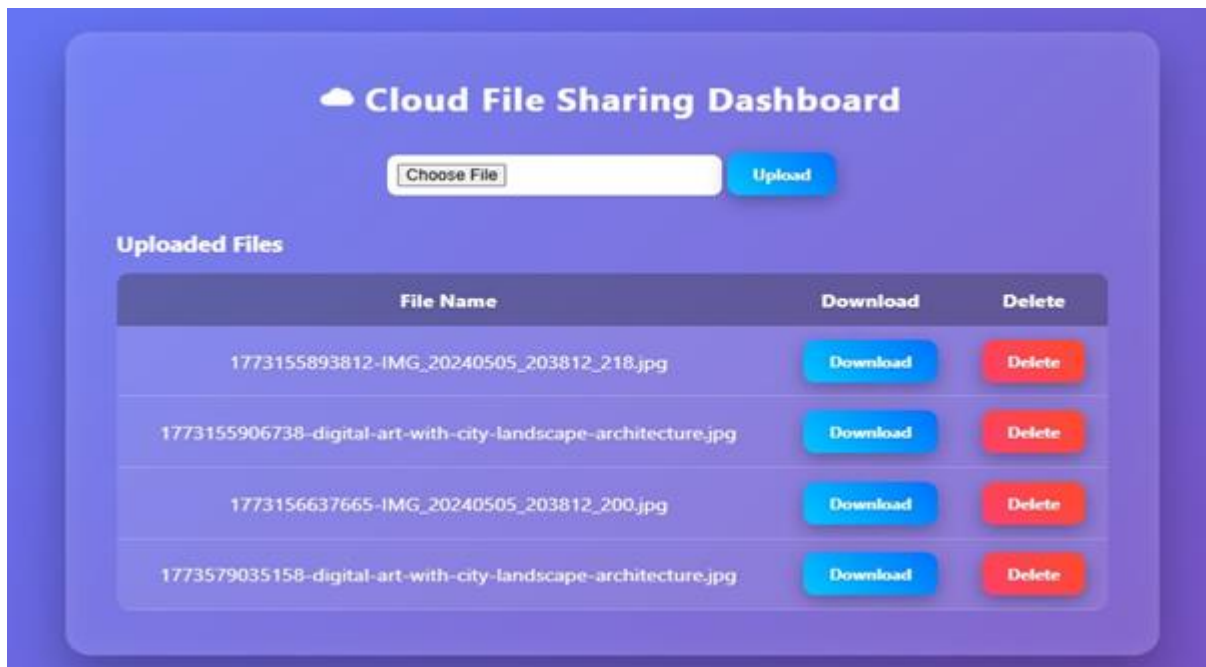 Cloud File Sharing Dashboard
Choose File Upload
Uploaded Files
File Name Download Delete
1773155893812-IMG_20240505_203812_218.jpg Download Delete
1773155906738-digital-art-with-city-landscape-architecture.jpg Download Delete
1773156637665-IMG_20240505_203812_200.jpg Download Delete
1773579035158-digital-art-with-city-landscape-architecture.jpg Download Delete